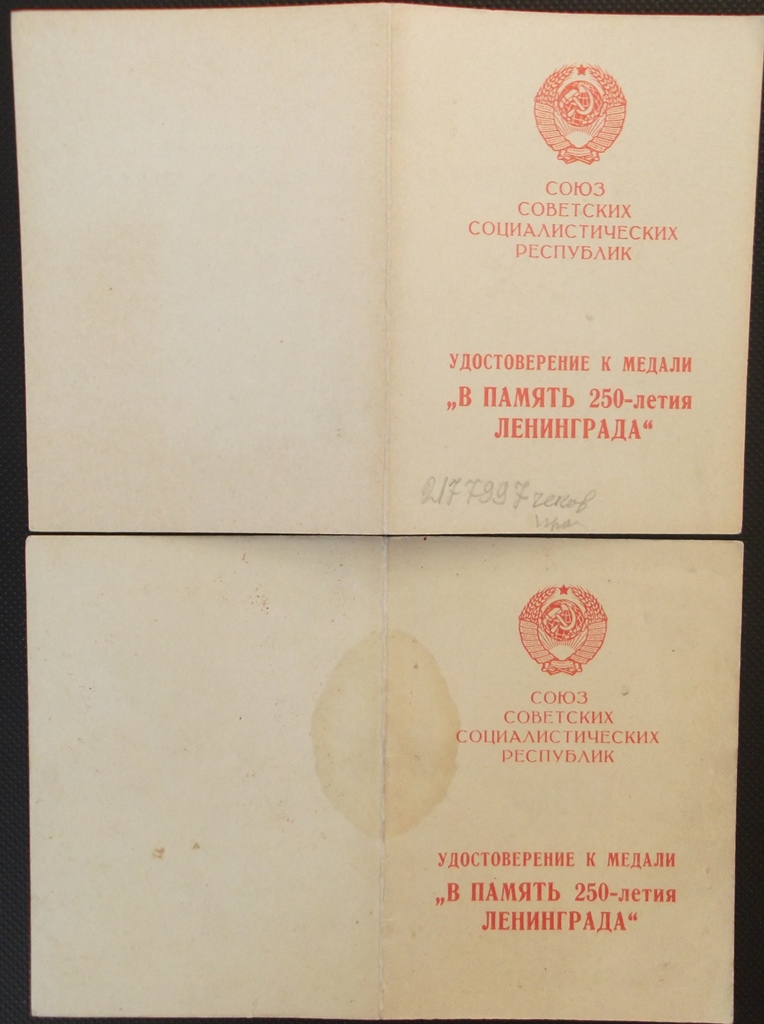 СОЮЗ
СОВЕТСКИХ
СОЦИАЛИСТИЧЕСКИХ
РЕСПУБЛИК
УДОСТОВЕРЕНИЕ К МЕДАЛИ
„В ПАМЯТЬ 250-летия
ЛЕНИНГРАДА“
2177997
СОЮЗ
СОВЕТСКИХ
СОЦИАЛИСТИЧЕСКИХ
РЕСПУБЛИК
УДОСТОВЕРЕНИЕ К МЕДАЛИ
„В ПАМЯТЬ 250-летия
ЛЕНИНГРАДА“